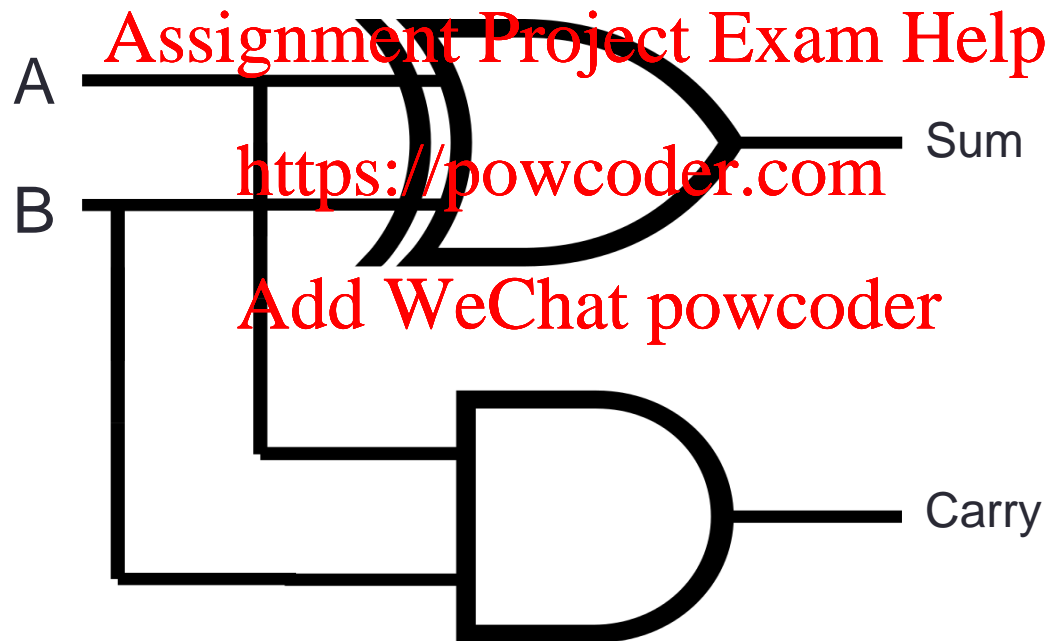 Assignment Project Exam Help
A
Sum
https://powcoder.com
B
Add WeChat powcoder
Carry